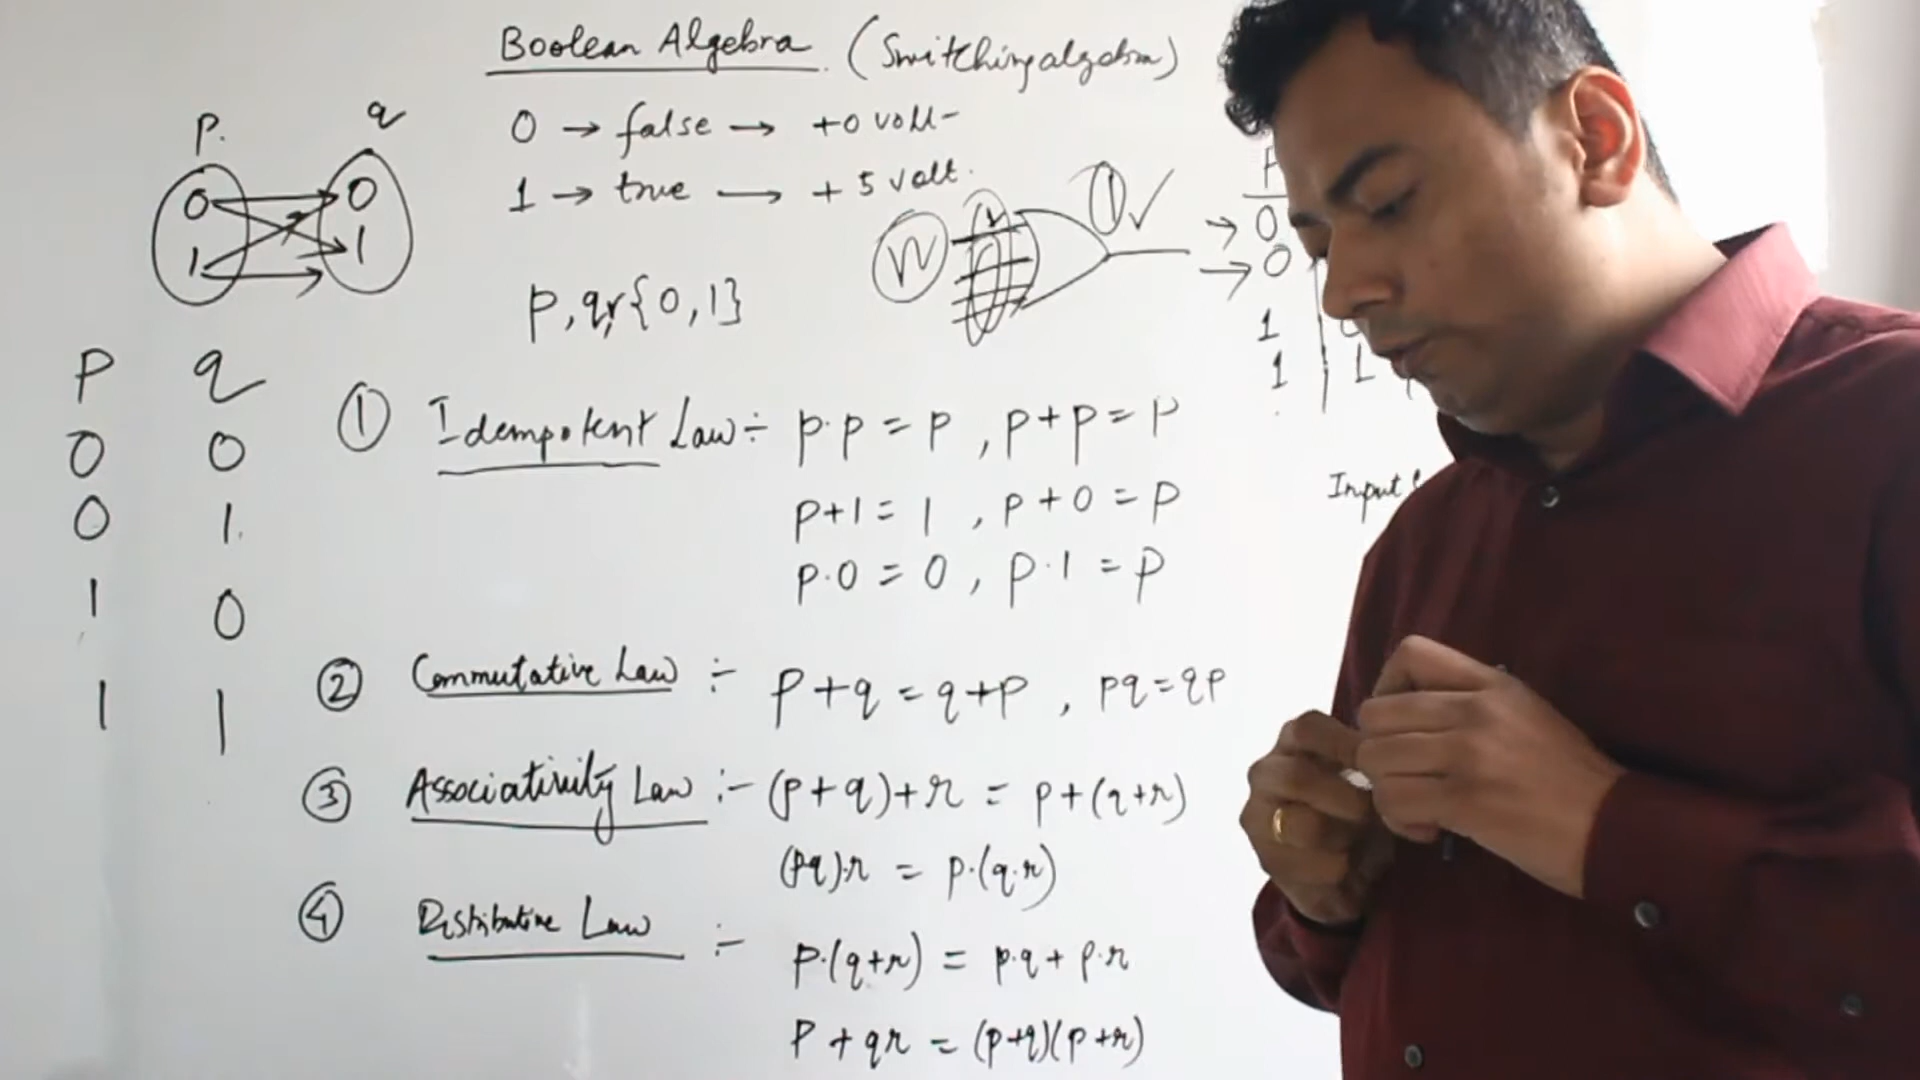 Boolean Algebra (Switching algebra)
0 → false → +0 volt
1 → true → +5 volt.
p. q
0 0
1 1
p,q,r{0,1}
N
1 ✓
→ 0
→ 0
1
1 1
P q
0 0
0 1
1 0
1 1
① Idempotent Law ÷ p·p = p , p+p = p
p+1 = 1 , p+0 = p
p·0 = 0 , p·1 = p
Input
② Commutative Law ÷ p+q = q+p , pq = qp
③ Associativity Law :- (p+q)+r = p+(q+r)
(pq)·r = p·(q·r)
④ Distributive Law :- p·(q+r) = p·q + p·r
P + qr = (p+q)(p+r)